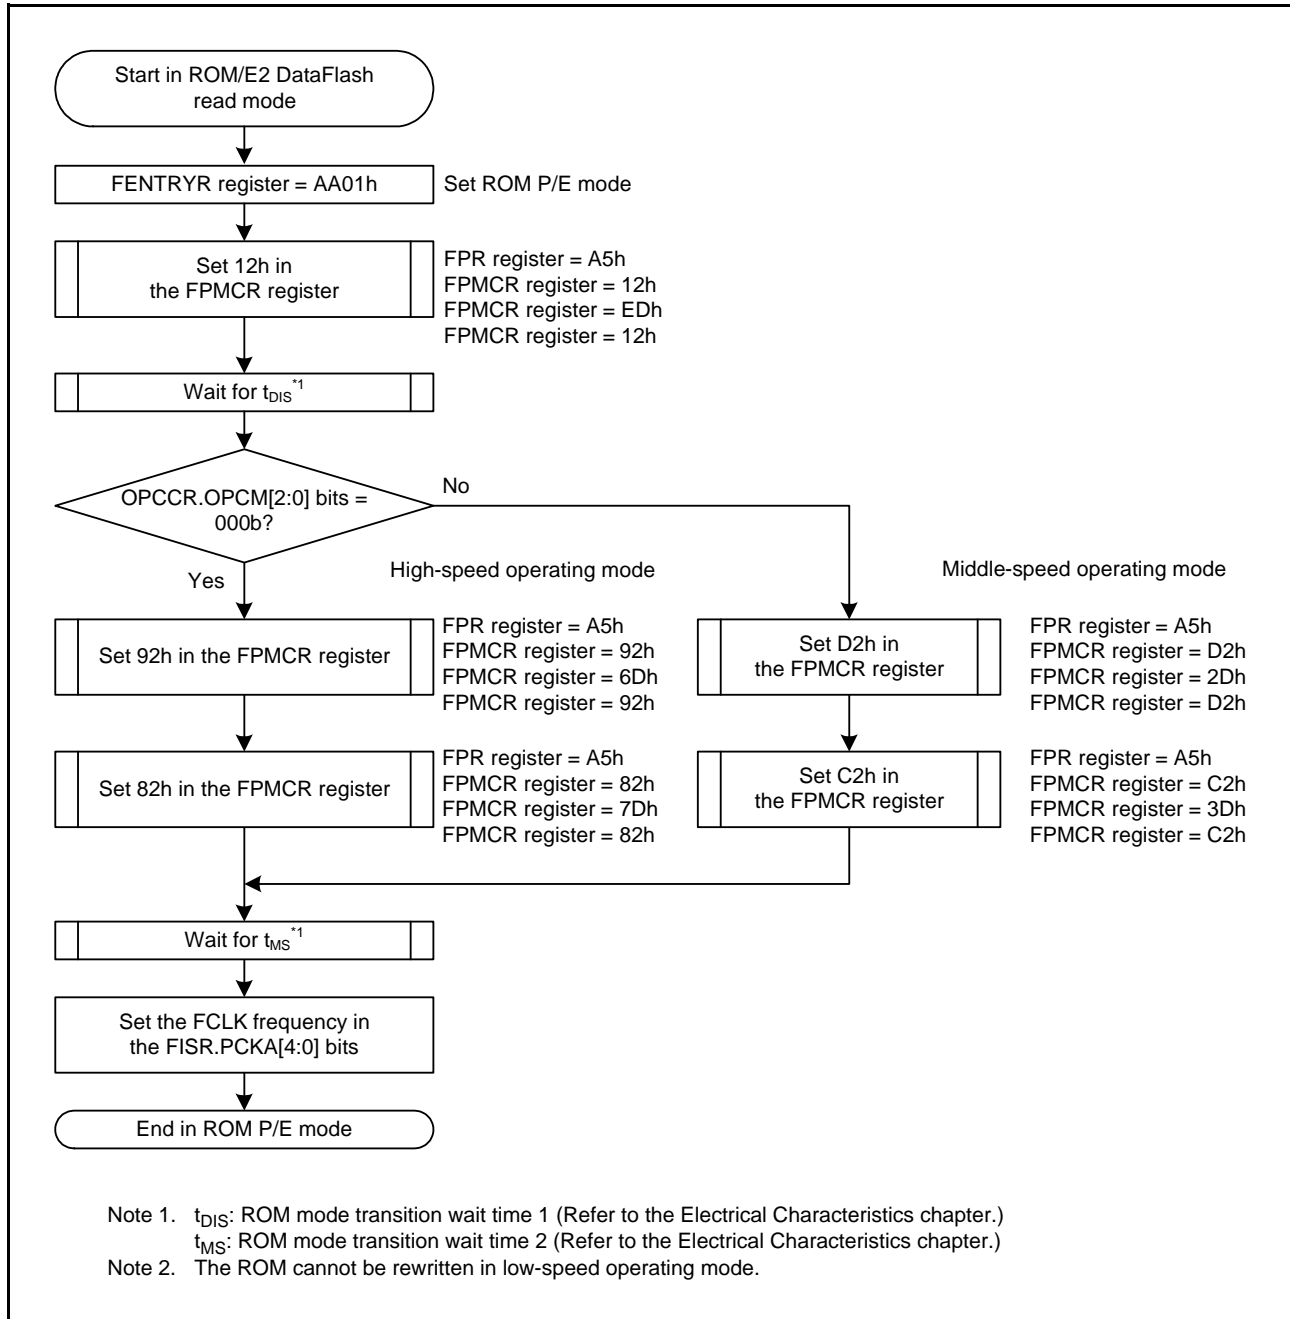 Start in ROM/E2 DataFlash
read mode
FENTRYR register = AA01h
Set ROM P/E mode
Set 12h in
the FPMCR register
FPR register = A5h
FPMCR register = 12h
FPMCR register = EDh
FPMCR register = 12h
Wait for tDIS*1
OPCCR.OPCM[2:0] bits =
000b?
No
Yes
High-speed operating mode
Middle-speed operating mode
Set 92h in the FPMCR register
FPR register = A5h
FPMCR register = 92h
FPMCR register = 6Dh
FPMCR register = 92h
Set D2h in
the FPMCR register
FPR register = A5h
FPMCR register = D2h
FPMCR register = 2Dh
FPMCR register = D2h
Set 82h in the FPMCR register
FPR register = A5h
FPMCR register = 82h
FPMCR register = 7Dh
FPMCR register = 82h
Set C2h in
the FPMCR register
FPR register = A5h
FPMCR register = C2h
FPMCR register = 3Dh
FPMCR register = C2h
Wait for tMS*1
Set the FCLK frequency in
the FISR.PCKA[4:0] bits
End in ROM P/E mode
Note 1. tDIS: ROM mode transition wait time 1 (Refer to the Electrical Characteristics chapter.)
tMS: ROM mode transition wait time 2 (Refer to the Electrical Characteristics chapter.)
Note 2. The ROM cannot be rewritten in low-speed operating mode.